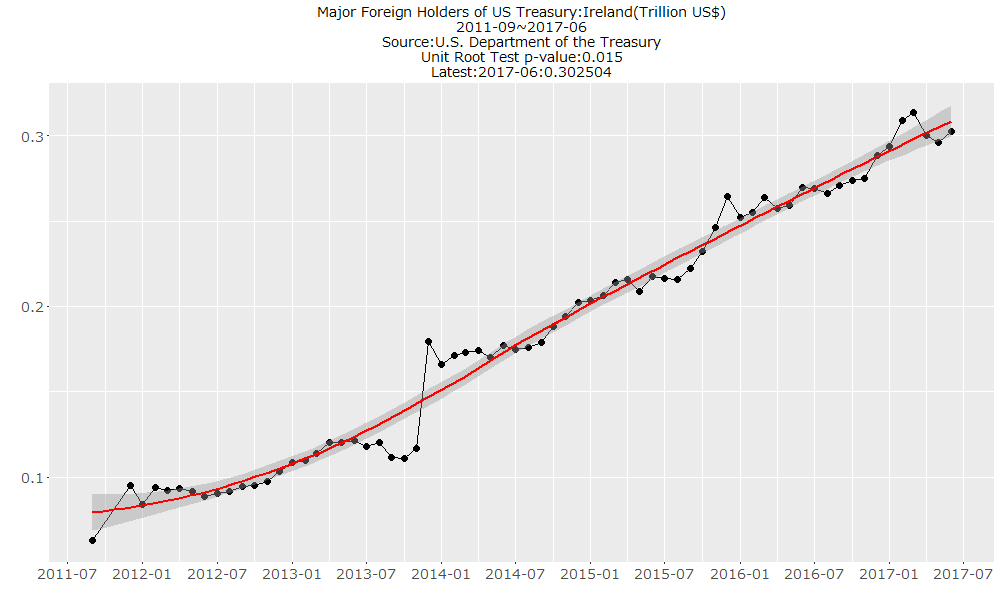 Major Foreign Holders of US Treasury:Ireland(Trillion US$)
2011-09~2017-06
Source:U.S. Department of the Treasury
Unit Root Test p-value:0.015
Latest:2017-06:0.302504
0.3
0.2
0.1
2011-07 2012-01 2012-07 2013-01 2013-07 2014-01 2014-07 2015-01 2015-07 2016-01 2016-07 2017-01 2017-07